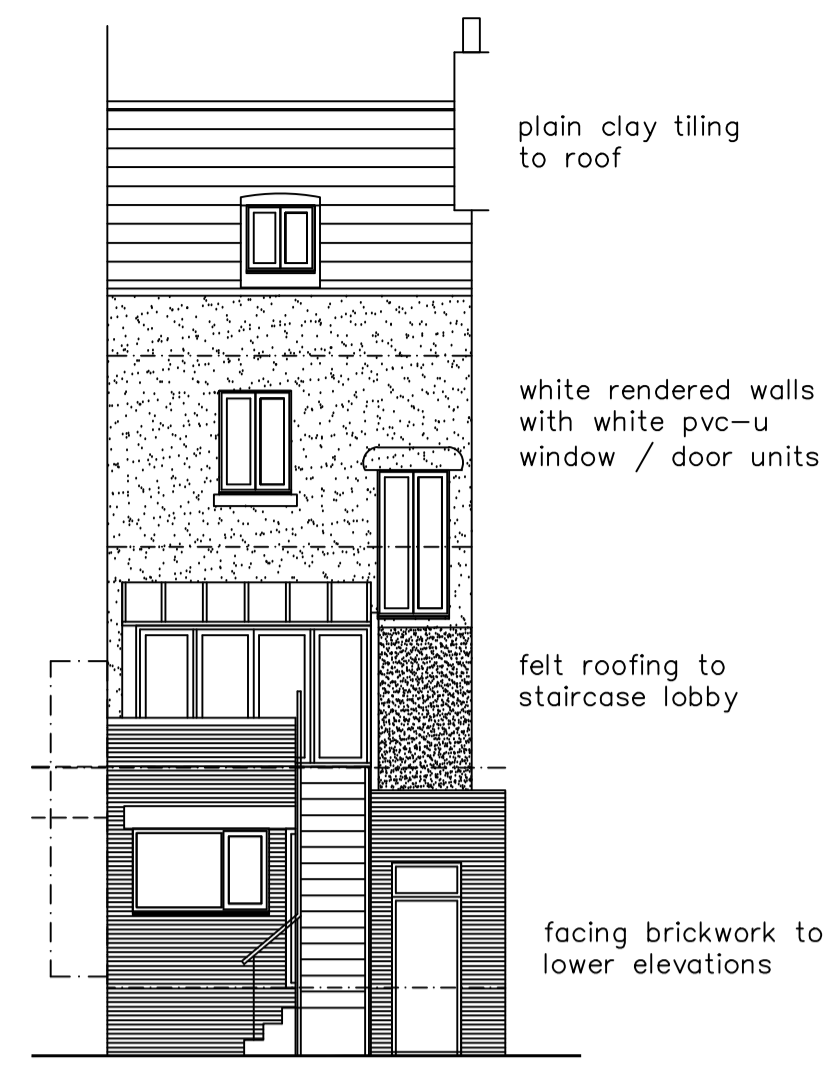 plain clay tiling
to roof
white rendered walls
with white pvc-u
window / door units
felt roofing to
staircase lobby
facing brickwork to
lower elevations